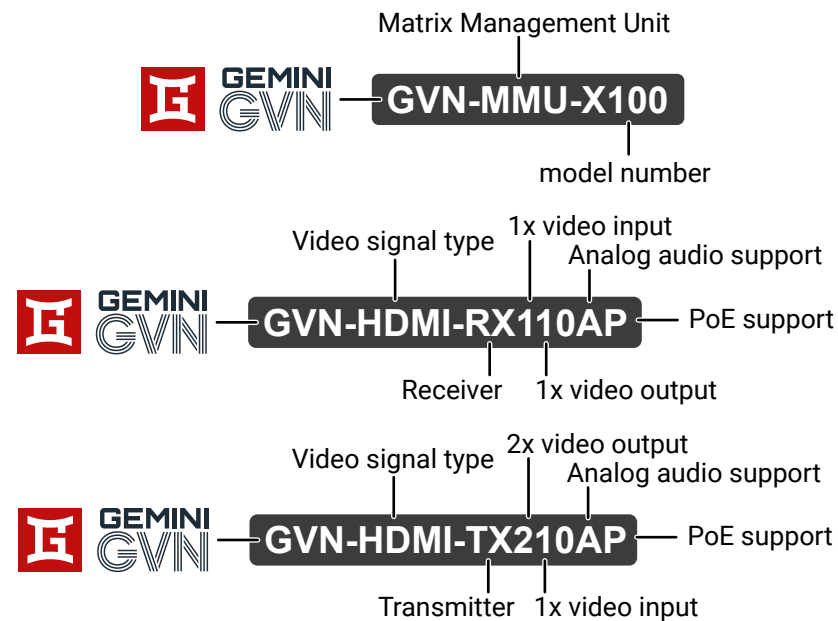 Matrix Management Unit
GEMINI
GVN
GVN-MMU-X100
model number
1x video input
Video signal type
Analog audio support
GEMINI
GVN
GVN-HDMI-RX110AP
PoE support
Receiver
1x video output
2x video output
Video signal type
Analog audio support
GEMINI
GVN
GVN-HDMI-TX210AP
PoE support
Transmitter
1x video input